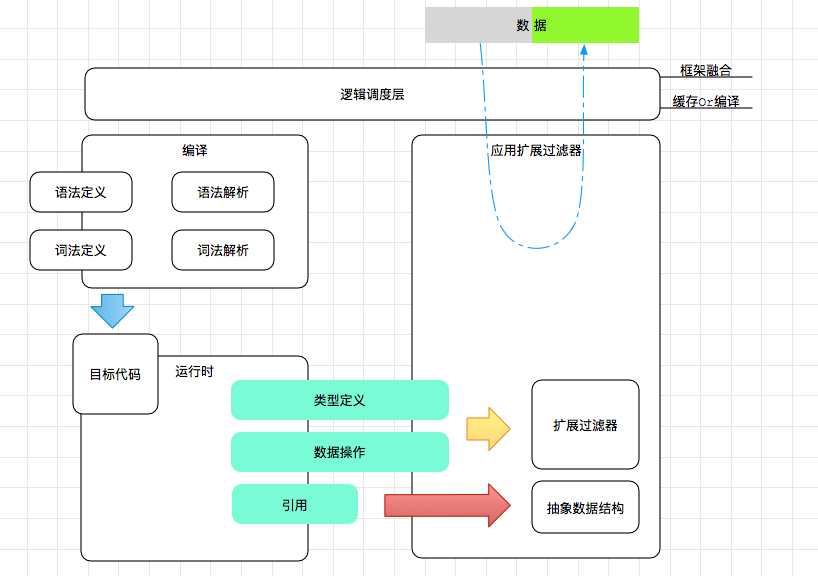 数 据
框架融合
逻辑调度层
缓存Or编译
编译
应用扩展过滤器
语法定义
语法解析
词法定义
词法解析
目标代码
运行时
类型定义
扩展过滤器
数据操作
引用
抽象数据结构